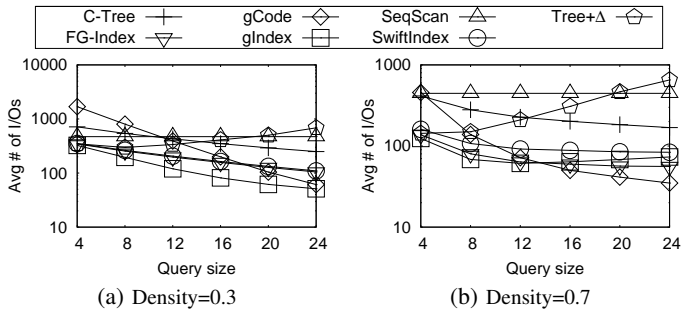 C-Tree gCode SeqScan Tree+Δ
FG-Index gIndex SwiftIndex
Avg # of I/Os
10000
1000
100
10
4 8 12 16 20 24
Query size
(a) Density=0.3
Avg # of I/Os
1000
100
10
4 8 12 16 20 24
Query size
(b) Density=0.7